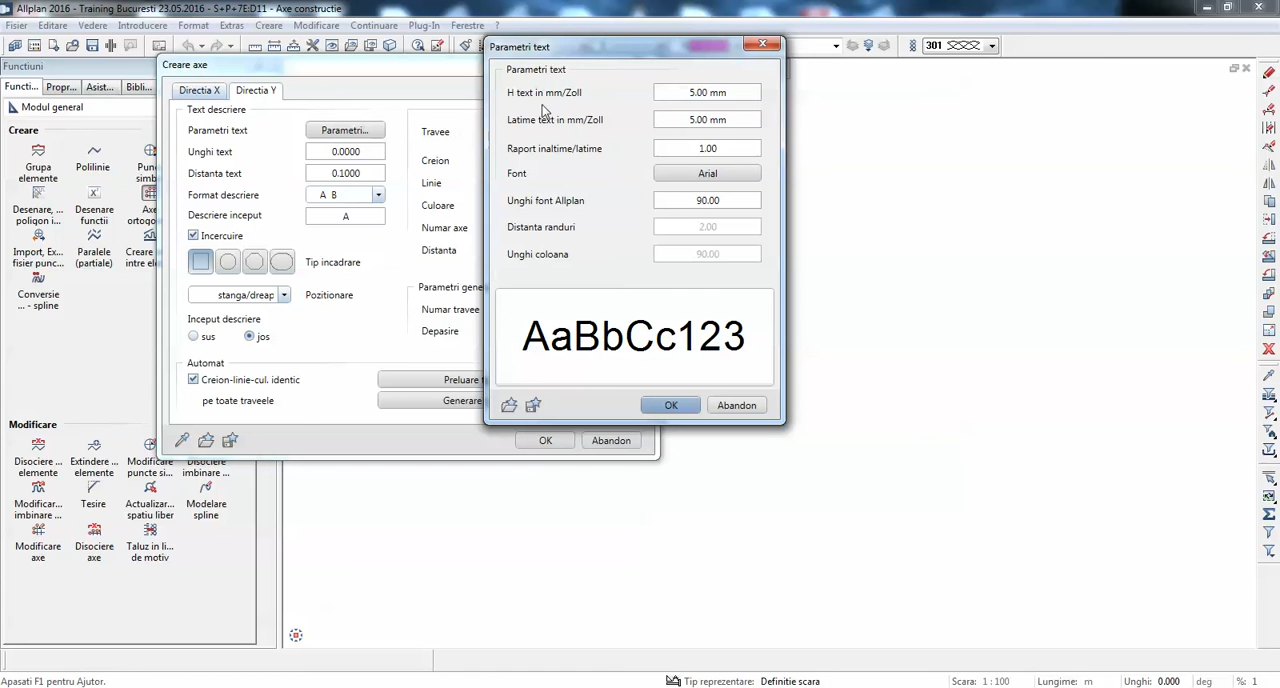 Allplan 2016 - Training Bucuresti 23.05.2016 - S+P+7E:D11 - Axe constructie
Fisier Editare Vedere Introducere Format Extras Creare Modificare Continuare Plug-In Ferestre ?
301
Functiuni
Functi... Propr... Asist... Bibli...
Modul general
Creare
Grupa elemente
Polilinie
Desenare, ... poligon i...
Desenare functii
Import, Ex... fisier punc...
Paralele (partiale)
Creare intre ele
Conversie ... - spline
Modificare
Disociere ... elemente
Extindere ... elemente
Modificare puncte si...
Disociere imbinare ...
Modificar... imbinare ...
Tesire
Actualizar... spatiu liber
Modelare spline
Modificare axe
Disociere axe
Taluz in li... de motiv
Creare axe
Directia X Directia Y
Text descriere
Parametri text Parametri...
Unghi text 0.0000
Distanta text 0.1000
Format descriere A B
Descriere inceput A
Incercuire
Tip incadrare
stanga/dreap Pozitionare
Inceput descriere
sus jos
Automat
Creion-linie-cul. identic
pe toate traveele
Travee
Creion
Linie
Culoare
Numar axe
Distanta
Parametri gene
Numar travee
Depasire
Preluare
Generare
OK Abandon
Parametri text
Parametri text
H text in mm/Zoll 5.00 mm
Latime text in mm/Zoll 5.00 mm
Raport inaltime/latime 1.00
Font Arial
Unghi font Allplan 90.00
Distanta randuri 2.00
Unghi coloana 90.00
AaBbCc123
OK Abandon
Apasati F1 pentru Ajutor. Tip reprezentare: Definitie scara Scara: 1 : 100 Lungime: m Unghi: 0.000 deg %: 1